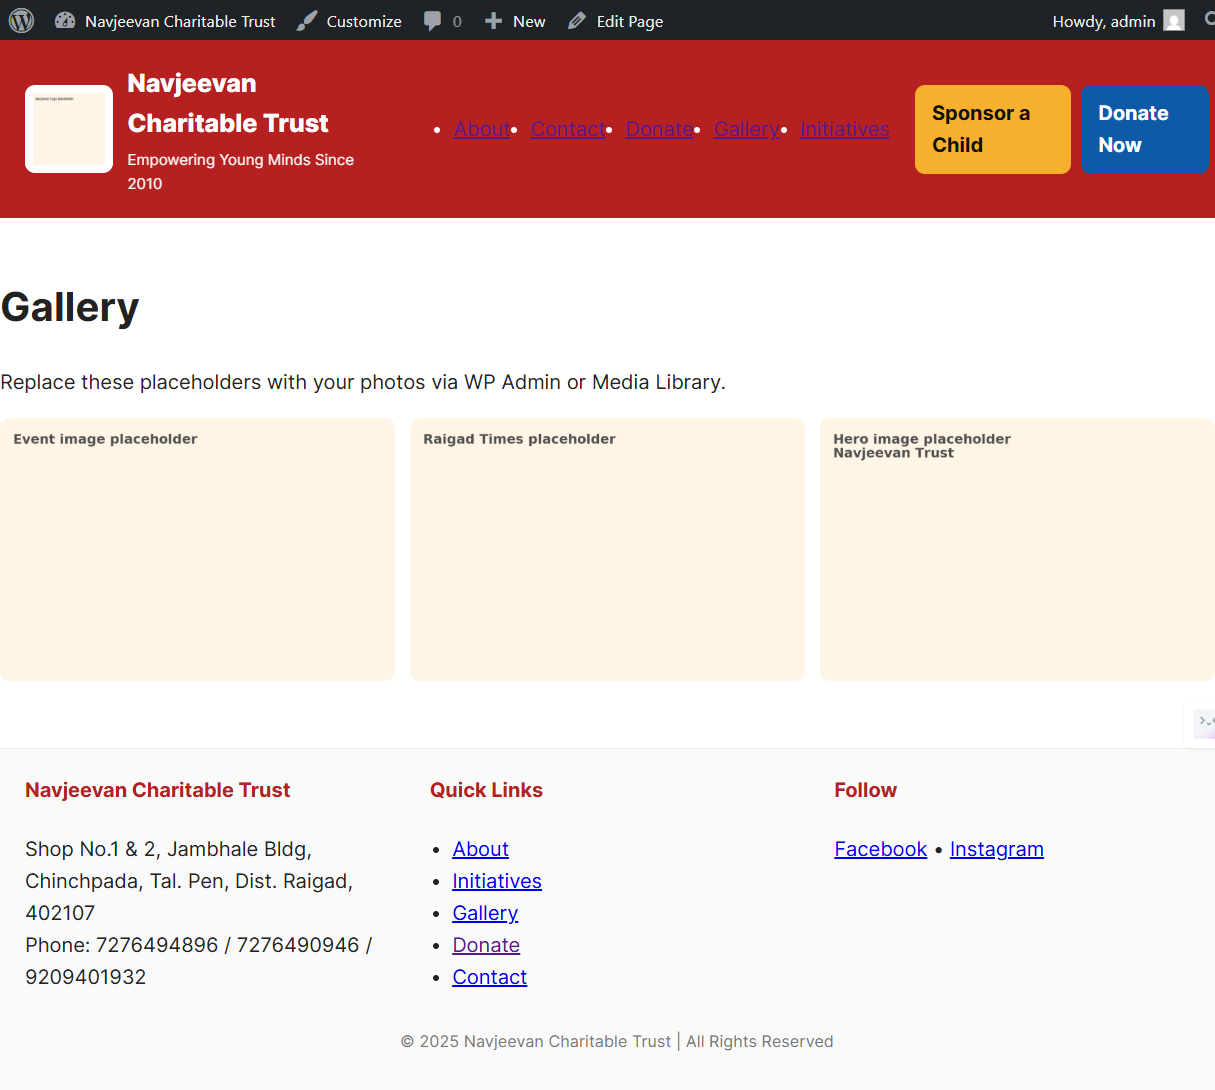 Navjeevan Charitable Trust Customize 0 New Edit Page Howdy, admin
Navjeevan
Charitable Trust
Empowering Young Minds Since
2010
• About • Contact • Donate • Gallery • Initiatives
Sponsor a
Child
Donate
Now
Gallery
Replace these placeholders with your photos via WP Admin or Media Library.
Event image placeholder
Raigad Times placeholder
Hero image placeholder
Navjeevan Trust
Navjeevan Charitable Trust
Shop No.1 & 2, Jambhale Bldg,
Chinchpada, Tal. Pen, Dist. Raigad,
402107
Phone: 7276494896 / 7276490946 /
9209401932
Quick Links
• About
• Initiatives
• Gallery
• Donate
• Contact
Follow
Facebook • Instagram
© 2025 Navjeevan Charitable Trust | All Rights Reserved